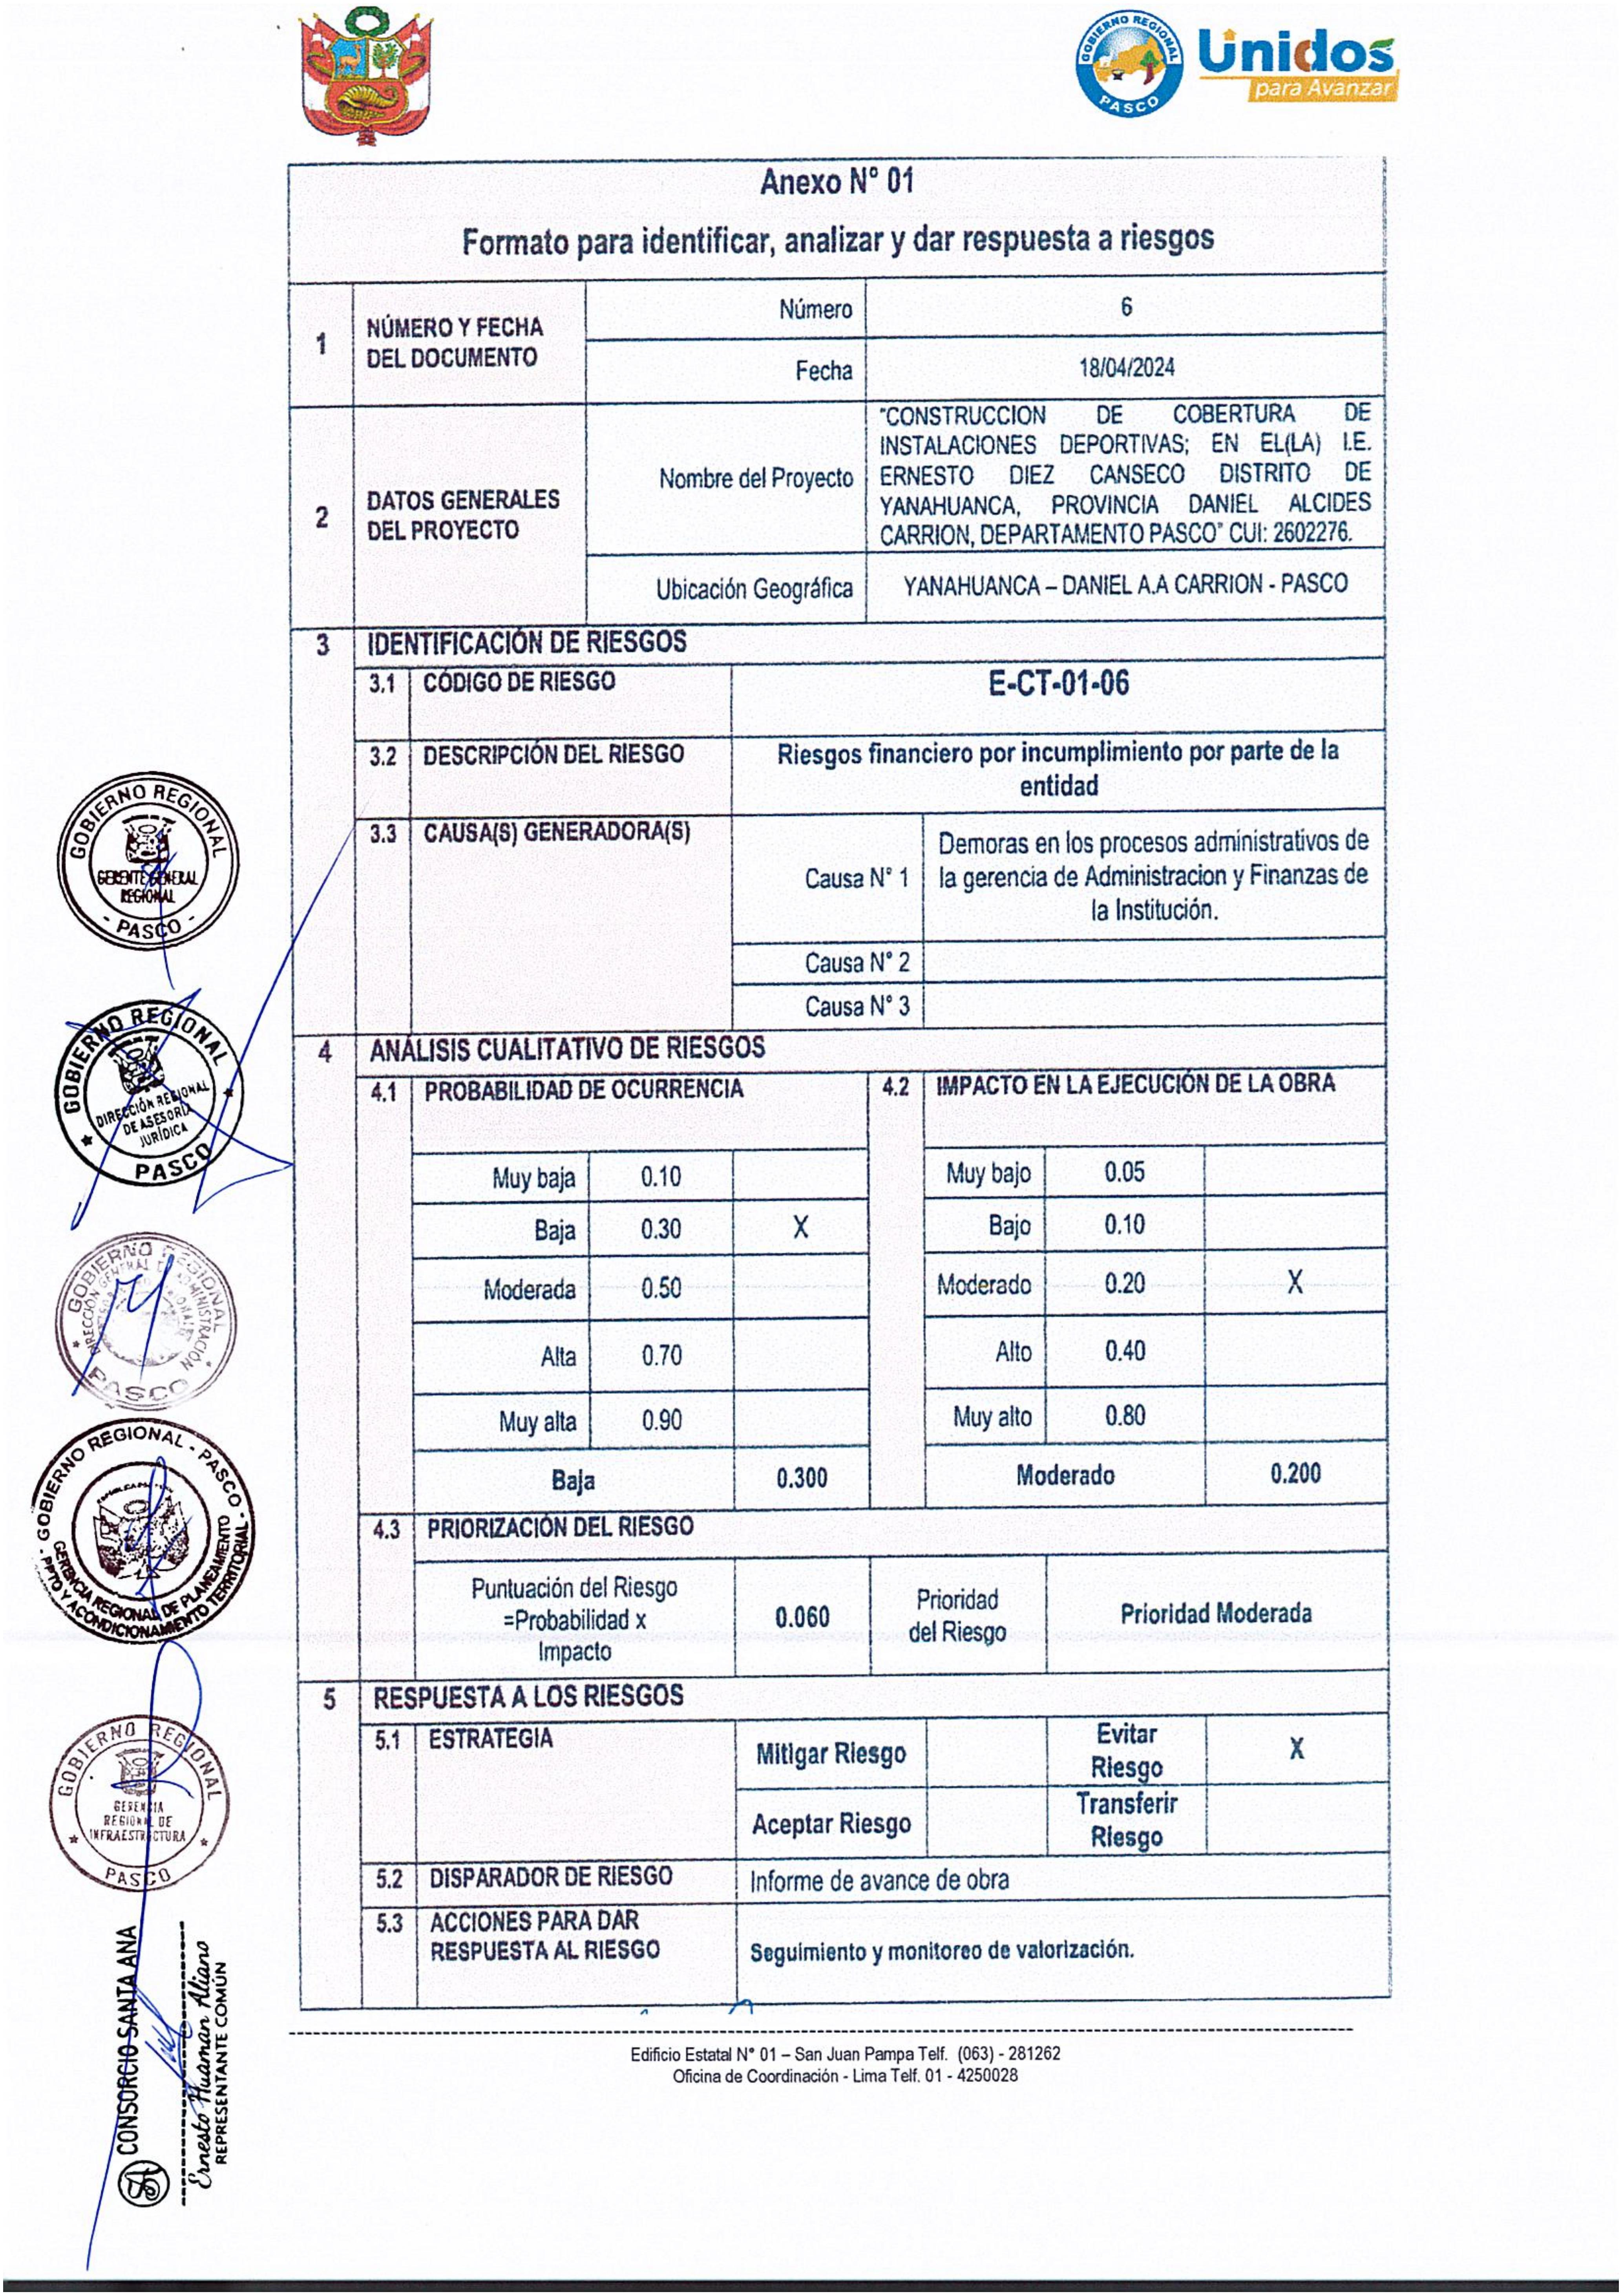 GOBIERNO REGIONAL
PASCO
Unidos
para Avanzar
Anexo N° 01
Formato para identificar, analizar y dar respuesta a riesgos
1
NÚMERO Y FECHA
DEL DOCUMENTO
Número
6
Fecha
18/04/2024
2
DATOS GENERALES
DEL PROYECTO
Nombre del Proyecto
"CONSTRUCCION DE COBERTURA DE
INSTALACIONES DEPORTIVAS; EN EL(LA) I.E.
ERNESTO DIEZ CANSECO DISTRITO DE
YANAHUANCA, PROVINCIA DANIEL ALCIDES
CARRION, DEPARTAMENTO PASCO" CUI: 2602276.
Ubicación Geográfica
YANAHUANCA – DANIEL A.A CARRION - PASCO
3 IDENTIFICACIÓN DE RIESGOS
3.1 CÓDIGO DE RIESGO
E-CT-01-06
3.2 DESCRIPCIÓN DEL RIESGO
Riesgos financiero por incumplimiento por parte de la
entidad
3.3 CAUSA(S) GENERADORA(S)
Causa N° 1
Demoras en los procesos administrativos de
la gerencia de Administracion y Finanzas de
la Institución.
Causa N° 2
Causa N° 3
4 ANÁLISIS CUALITATIVO DE RIESGOS
4.1 PROBABILIDAD DE OCURRENCIA
4.2 IMPACTO EN LA EJECUCIÓN DE LA OBRA
Muy baja 0.10
Muy bajo 0.05
Baja 0.30 X
Bajo 0.10
Moderada 0.50
Moderado 0.20 X
Alta 0.70
Alto 0.40
Muy alta 0.90
Muy alto 0.80
Baja 0.300
Moderado 0.200
4.3 PRIORIZACIÓN DEL RIESGO
Puntuación del Riesgo
=Probabilidad x
Impacto
0.060
Prioridad
del Riesgo
Prioridad Moderada
5 RESPUESTA A LOS RIESGOS
5.1 ESTRATEGIA
Mitigar Riesgo
Evitar
Riesgo
X
Aceptar Riesgo
Transferir
Riesgo
5.2 DISPARADOR DE RIESGO
Informe de avance de obra
5.3 ACCIONES PARA DAR
RESPUESTA AL RIESGO
Seguimiento y monitoreo de valorización.
Edificio Estatal N° 01 – San Juan Pampa Telf. (063) - 281262
Oficina de Coordinación - Lima Telf. 01 - 4250028
GOBIERNO REGIONAL
GERENTE GENERAL
REGIONAL
- PASCO -
GOBIERNO REGIONAL
DIRECCIÓN REGIONAL
DE ASESORÍA
JURÍDICA
PASCO
GOBIERNO REGIONAL
DIRECCIÓN GENERAL DE ADMINISTRACIÓN
PASCO
GOBIERNO REGIONAL - PASCO -
GERENCIA REGIONAL DE PLANEAMIENTO
PPTO Y ACONDICIONAMIENTO TERRITORIAL
GOBIERNO REGIONAL
GERENCIA
REGIONAL DE
INFRAESTRUCTURA
PASCO
CONSORCIO SANTA ANA
Ernesto Huaman Aliano
REPRESENTANTE COMÚN